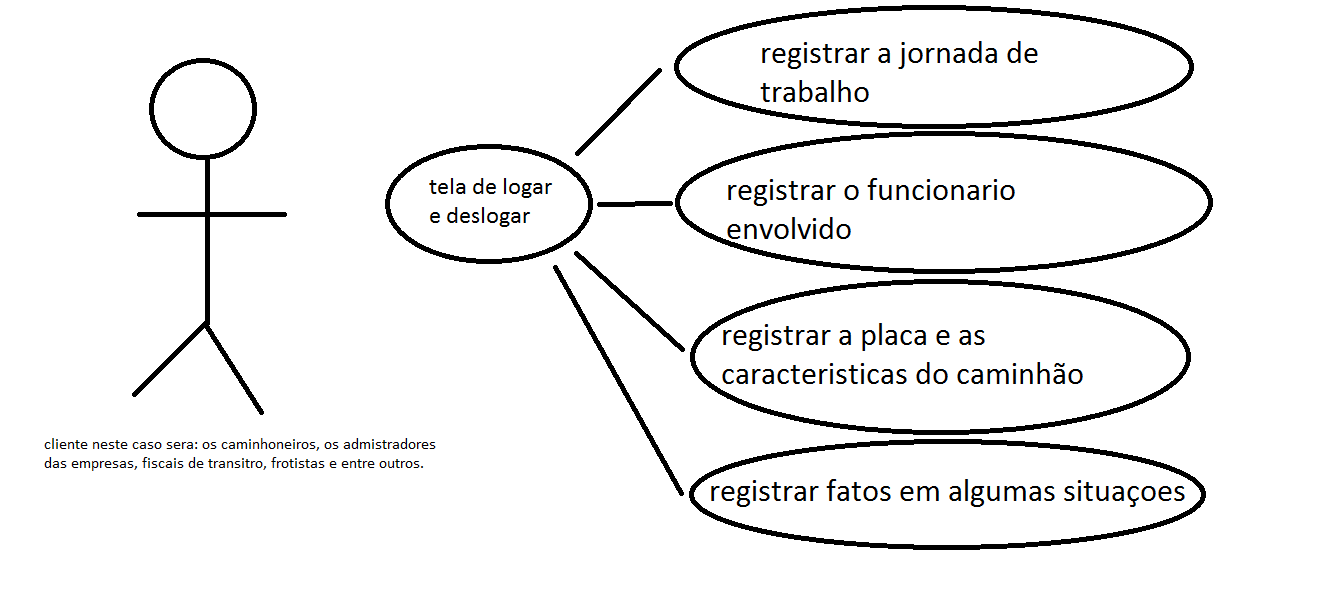 registrar a jornada de
trabalho
tela de logar
e deslogar
registrar o funcionario
envolvido
registrar a placa e as
caracteristicas do caminhão
registrar fatos em algumas situaçoes
cliente neste caso sera: os caminhoneiros, os admistradores
das empresas, fiscais de transitro, frotistas e entre outros.